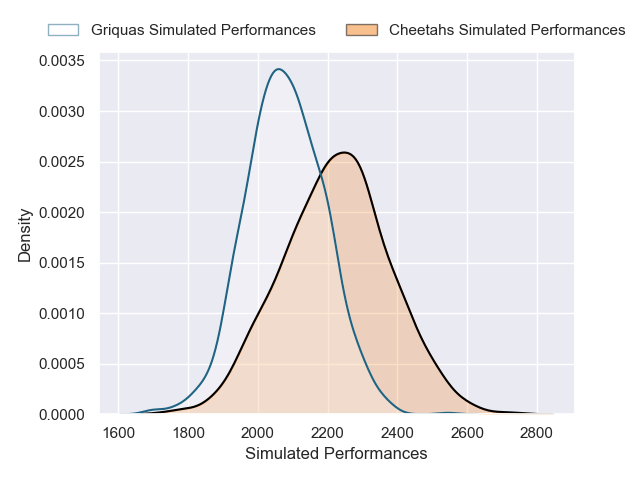 Griquas Simulated Performances
Cheetahs Simulated Performances
0.0035
0.0030
0.0025
0.0020
0.0015
0.0010
0.0005
0.0000
Density
1600 1800 2000 2200 2400 2600 2800
Simulated Performances